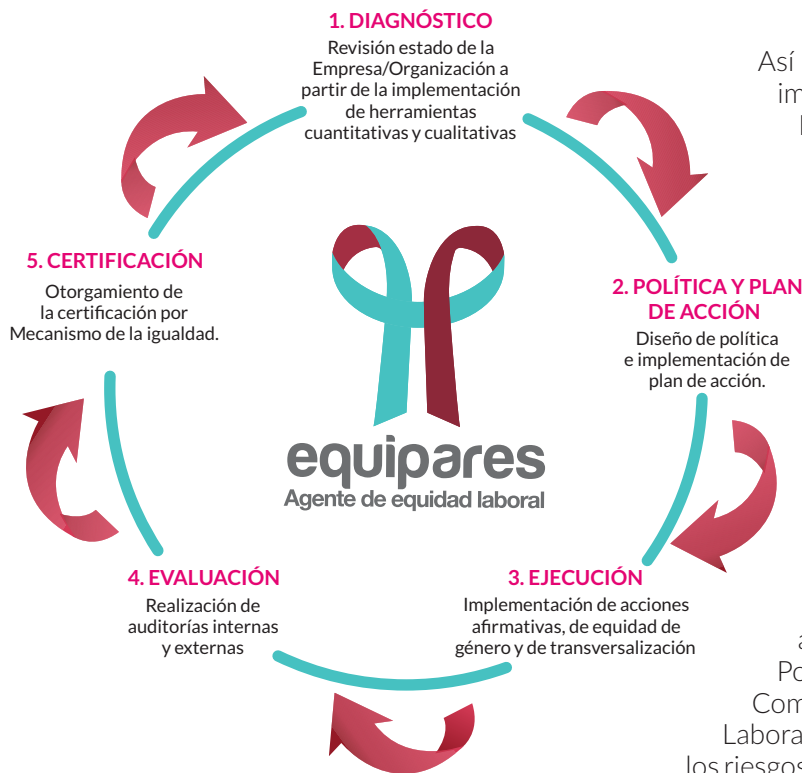 1. DIAGNÓSTICO
Revisión estado de la
Empresa/Organización a
partir de la implementación
de herramientas
cuantitativas y cualitativas
2. POLÍTICA Y PLAN
DE ACCIÓN
Diseño de política
e implementación de
plan de acción.
3. EJECUCIÓN
Implementación de acciones
afirmativas, de equidad de
género y de transversalización
4. EVALUACIÓN
Realización de
auditorías internas
y externas
5. CERTIFICACIÓN
Otorgamiento de
la certificación por
Mecanismo de la igualdad.
equipares
Agente de equidad laboral
Así
los riesgos